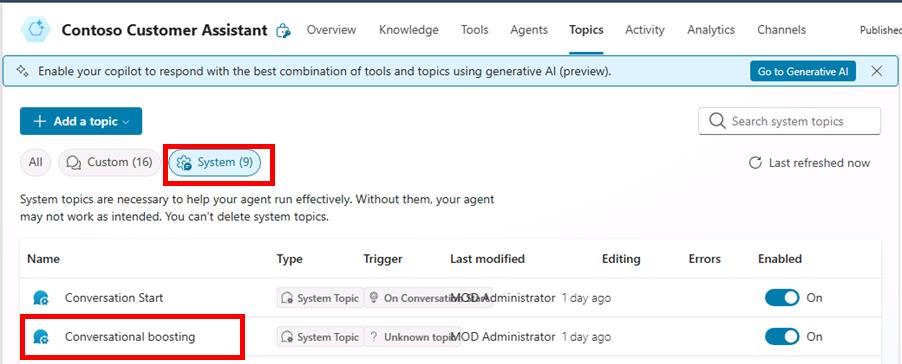 Contoso Customer Assistant Overview Knowledge Tools Agents Topics Activity Analytics Channels Published
Enable your copilot to respond with the best combination of tools and topics using generative AI (preview). Go to Generative AI
Add a topic Search system topics
All Custom (16) System (9) Last refreshed now
System topics are necessary to help your agent run effectively. Without them, your agent
may not work as intended. You can't delete system topics.
Name Type Trigger Last modified Editing Errors Enabled
Conversation Start System Topic On Conversation Start MOD Administrator 1 day ago On
Conversational boosting System Topic Unknown topic MOD Administrator 1 day ago On